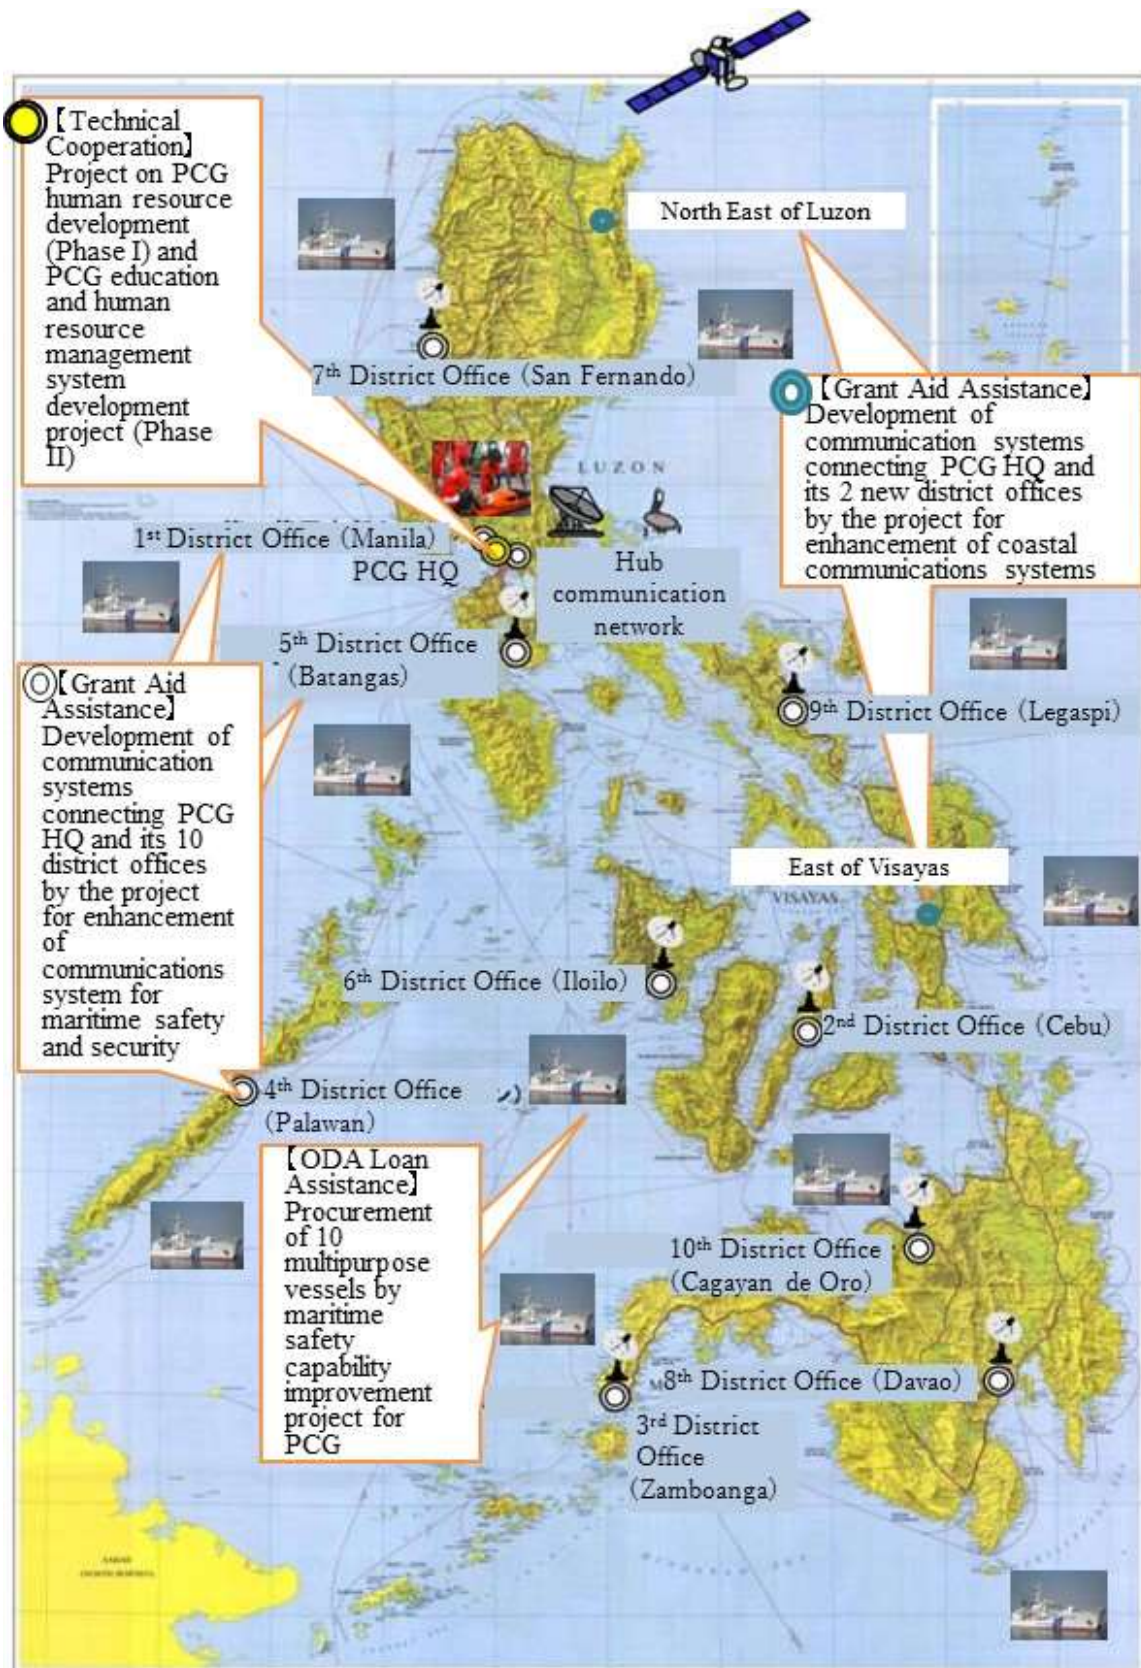 【Technical
Cooperation】
Project on PCG
human resource
development
(Phase I) and
PCG education
and human
resource
management
system
development
project (Phase
II)
North East of Luzon
7th District Office (San Fernando)
【Grant Aid Assistance】
Development of
communication systems
connecting PCG HQ and
its 2 new district offices
by the project for
enhancement of coastal
communications systems
LUZON
1st District Office (Manila)
PCG HQ
Hub
communication
network
5th District Office
(Batangas)
【Grant Aid
Assistance】
Development of
communication
systems
connecting PCG
HQ and its 10
district offices
by the project
for enhancement
of
communications
system for
maritime safety
and security
9th District Office (Legaspi)
East of Visayas
VISAYAS
6th District Office (Iloilo)
2nd District Office (Cebu)
4th District Office
(Palawan)
【ODA Loan
Assistance】
Procurement
of 10
multipurpose
vessels by
maritime
safety
capability
improvement
project for
PCG
10th District Office
(Cagayan de Oro)
M8th District Office (Davao)
3rd District
Office
(Zamboanga)